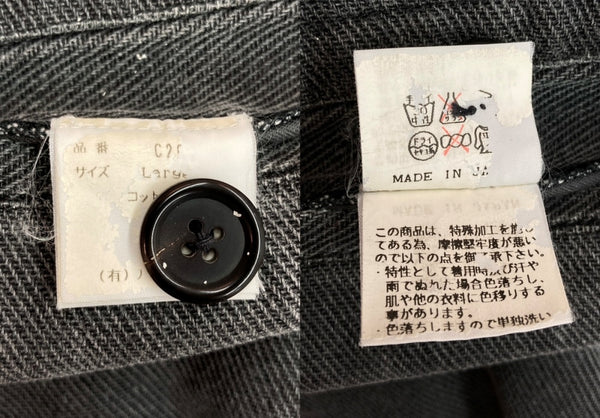 品番
サイズ Large
コット
(有)
ドライ
MADE IN JA
この商品は、特殊加工を施し
てある為、摩擦堅牢度が悪い
ので以下の点を御了承下さい。
・特性として着用時及び汗や
雨でぬれた場合色落ちし、
肌や他の衣料に色移りする
事があります。
・色落ちしますので単独洗い